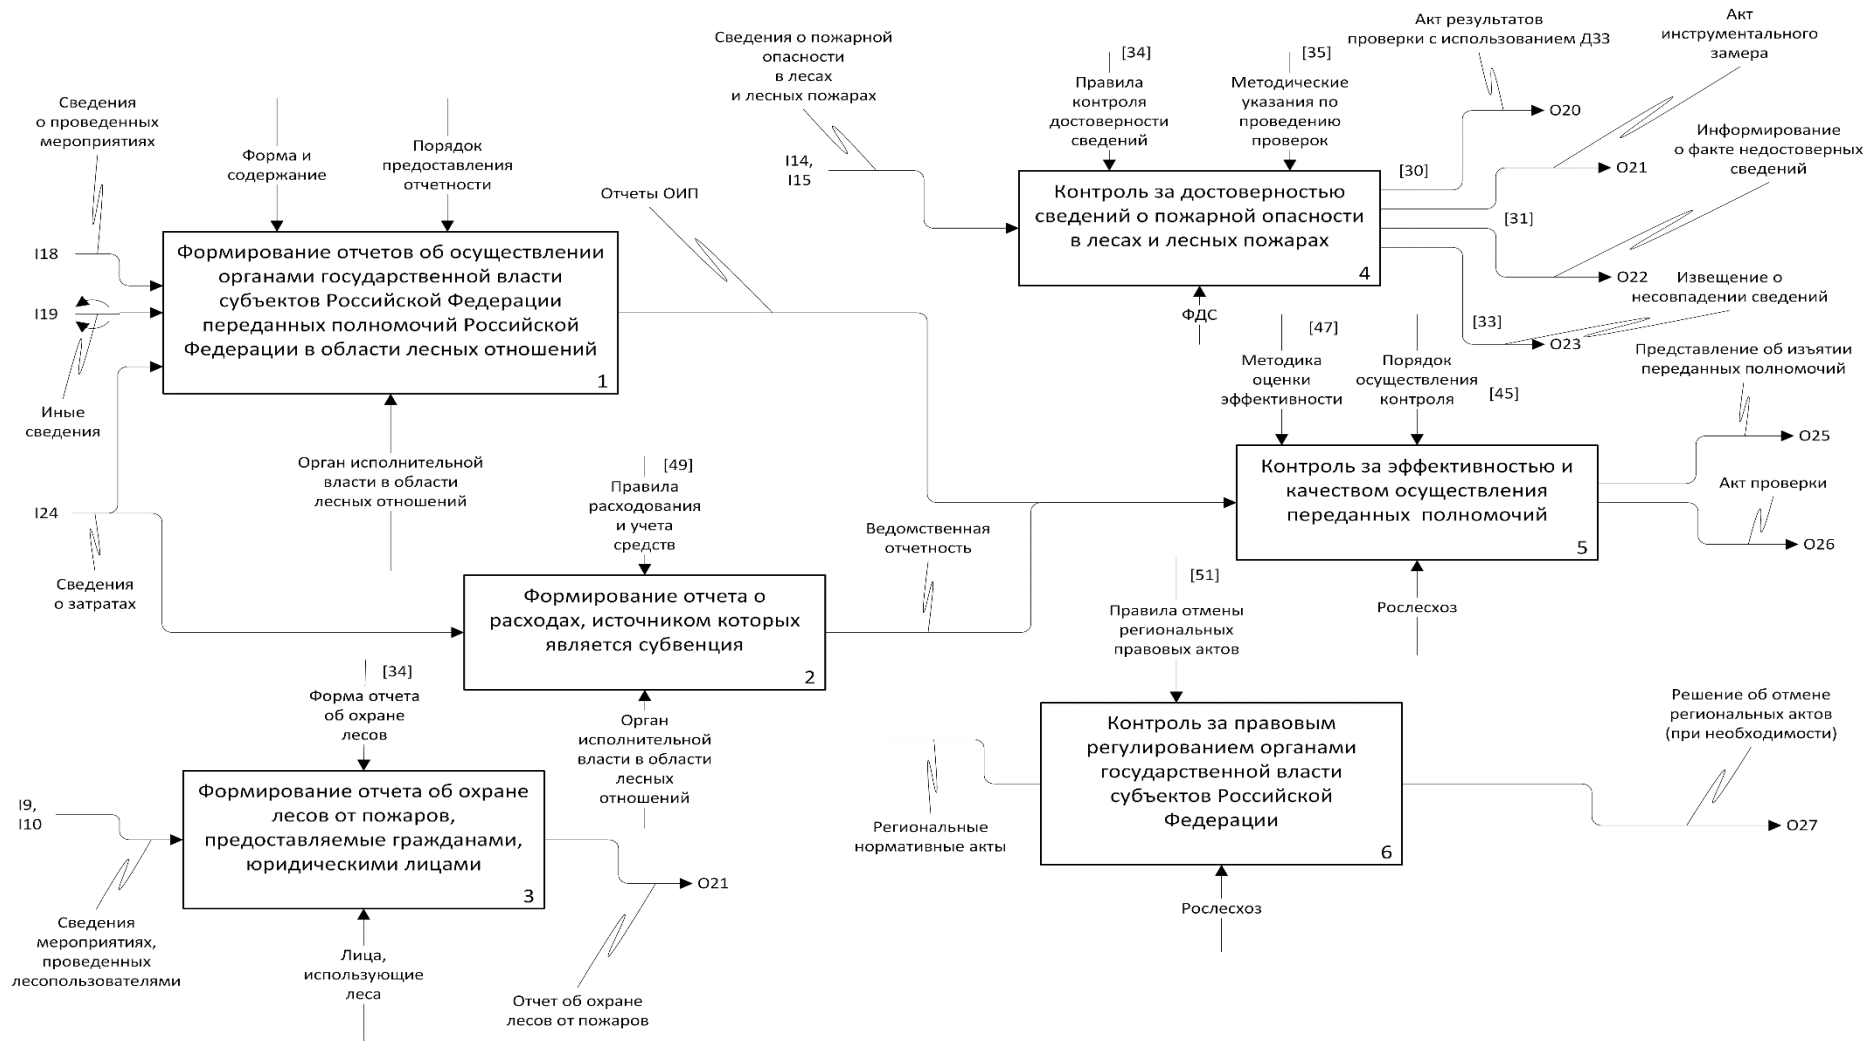 Сведения
о проведенных
мероприятиях
Форма и
содержание
Порядок
предоставления
отчетности
I18
I19
Иные
сведения
Формирование отчетов об осуществлении
органами государственной власти
субъектов Российской Федерации
переданных полномочий Российской
Федерации в области лесных отношений
1
Орган исполнительной
власти в области
лесных отношений
Отчеты ОИП
I24
Сведения
о затратах
[49]
Правила
расходования
и учета
средств
Формирование отчета о
расходах, источником которых
является субвенция
2
Орган
исполнительной
власти в области
лесных
отношений
Ведомственная
отчетность
[34]
Форма отчета
об охране
лесов
I9,
I10
Сведения
мероприятиях,
проведенных
лесопользователями
Формирование отчета об охране
лесов от пожаров,
предоставляемые гражданами,
юридическими лицами
3
Лица,
использующие
леса
O21
Отчет об охране
лесов от пожаров
Сведения о пожарной
опасности
в лесах
и лесных пожарах
I14,
I15
[34]
Правила
контроля
достоверности
сведений
[35]
Методические
указания по
проведению
проверок
Контроль за достоверностью
сведений о пожарной опасности
в лесах и лесных пожарах
4
ФДС
Акт результатов
проверки с использованием ДЗЗ
O20
[30]
Акт
инструментального
замера
O21
[31]
Информирование
о факте недостоверных
сведений
O22
[33]
Извещение о
несовпадении сведений
O23
[47]
Методика
оценки
эффективности
Порядок
осуществления
контроля
[45]
Контроль за эффективностью и
качеством осуществления
переданных полномочий
5
Рослесхоз
Представление об изъятии
переданных полномочий
O25
Акт проверки
O26
[51]
Правила отмены
региональных
правовых актов
Региональные
нормативные акты
Контроль за правовым
регулированием органами
государственной власти
субъектов Российской
Федерации
6
Рослесхоз
Решение об отмене
региональных актов
(при необходимости)
O27